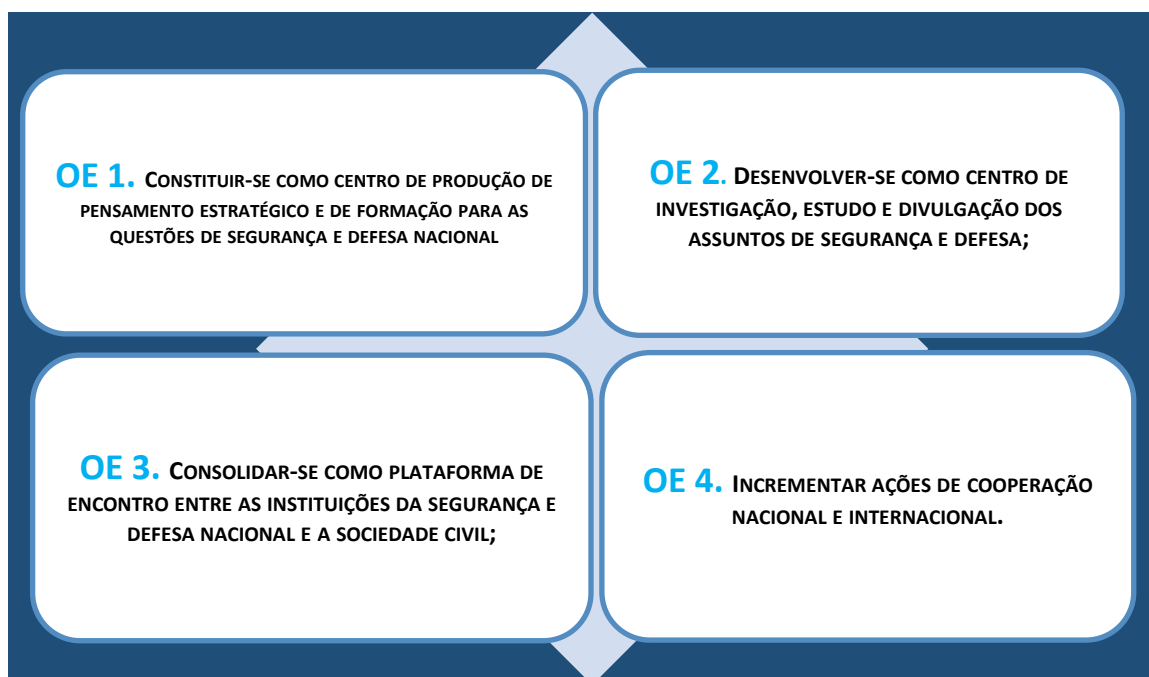 OE 1. CONSTITUIR-SE COMO CENTRO DE PRODUÇÃO DE
PENSAMENTO ESTRATÉGICO E DE FORMAÇÃO PARA AS
QUESTÕES DE SEGURANÇA E DEFESA NACIONAL
OE 2. DESENVOLVER-SE COMO CENTRO DE
INVESTIGAÇÃO, ESTUDO E DIVULGAÇÃO DOS
ASSUNTOS DE SEGURANÇA E DEFESA;
OE 3. CONSOLIDAR-SE COMO PLATAFORMA DE
ENCONTRO ENTRE AS INSTITUIÇÕES DA SEGURANÇA E
DEFESA NACIONAL E A SOCIEDADE CIVIL;
OE 4. INCREMENTAR AÇÕES DE COOPERAÇÃO
NACIONAL E INTERNACIONAL.